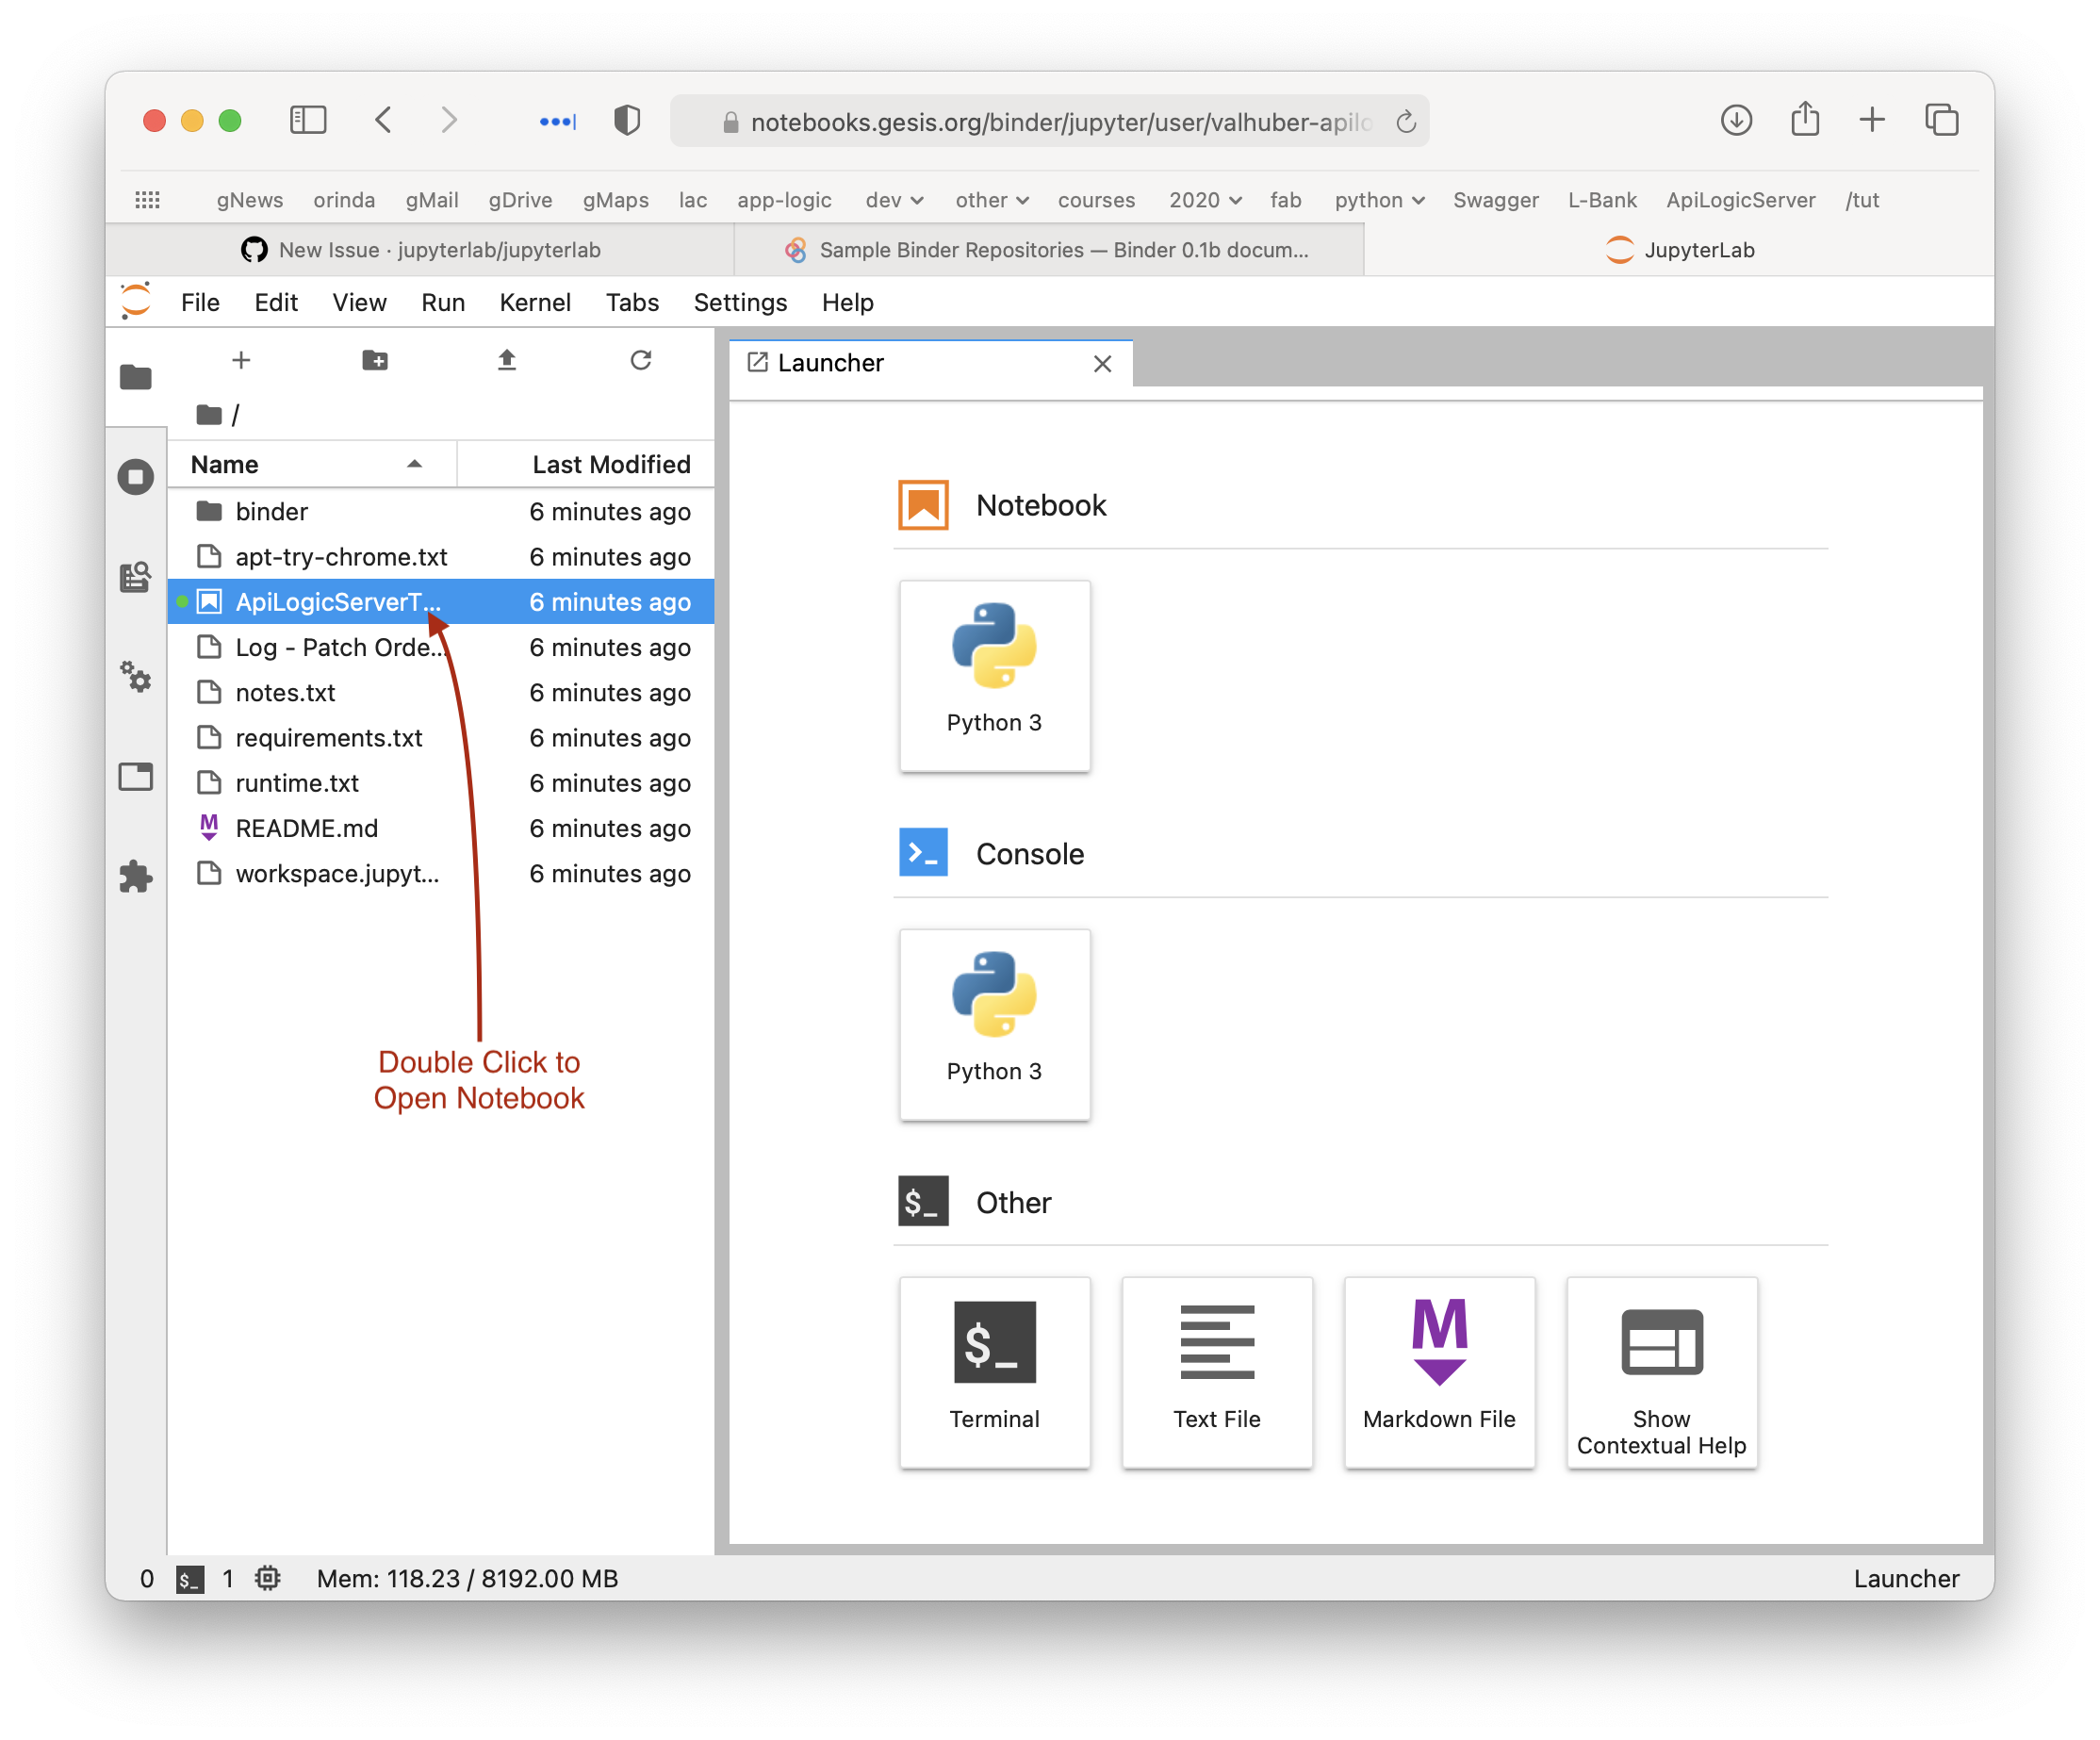 notebooks.gesis.org/binder/jupyter/user/valhuber-apilo
gNews orinda gMail gDrive gMaps lac app-logic dev other courses 2020 fab python Swagger L-Bank ApiLogicServer /tut
New Issue · jupyterlab/jupyterlab
Sample Binder Repositories — Binder 0.1b docum...
JupyterLab
File Edit View Run Kernel Tabs Settings Help
/
Name Last Modified
binder 6 minutes ago
apt-try-chrome.txt 6 minutes ago
ApiLogicServerT... 6 minutes ago
Log - Patch Orde... 6 minutes ago
notes.txt 6 minutes ago
requirements.txt 6 minutes ago
runtime.txt 6 minutes ago
M README.md 6 minutes ago
workspace.jupyt... 6 minutes ago
Double Click to
Open Notebook
Launcher
Notebook
Python 3
>_ Console
Python 3
$_ Other
$_
Terminal
Text File
M
Markdown File
Show
Contextual Help
0 $_ 1 Mem: 118.23 / 8192.00 MB
Launcher